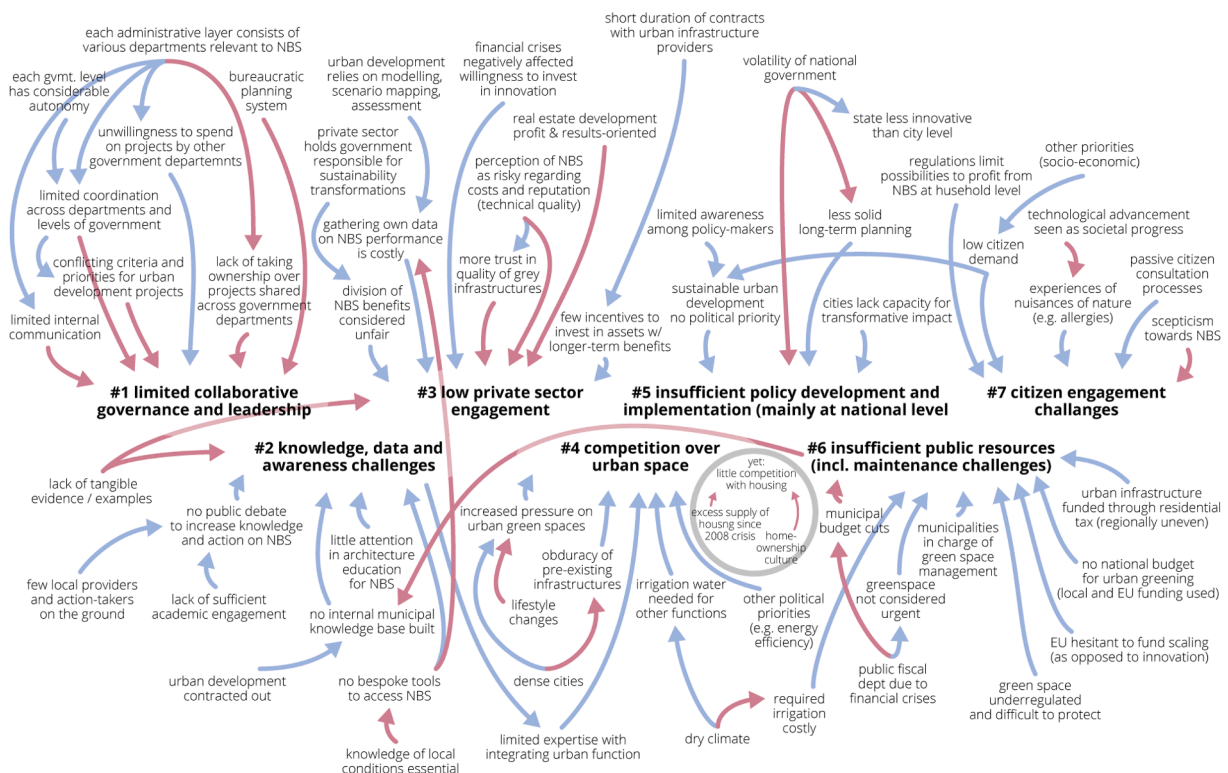 each administrative layer consists of
various departments relevant to NBS
each gvmt. level
has considerable
autonomy
bureaucratic
planning
system
unwillingness to spend
on projects by other
government departemnts
limited coordination
across departments and
levels of government
conflicting criteria and
priorities for urban
development projects
limited internal
communication
lack of taking
ownership over
projects shared
across government
departments
#1 limited collaborative
governance and leadership
urban development
relies on modelling,
scenario mapping,
assessment
private sector
holds government
responsible for
sustainability
transformations
gathering own data
on NBS performance
is costly
division of
NBS benefits
considered
unfair
financial crises
negatively affected
willingness to invest
in innovation
short duration of contracts
with urban infrastructure
providers
real estate development
profit & results-oriented
perception of NBS
as risky regarding
costs and reputation
(technical quality)
more trust in
quality of grey
infrastructures
few incentives to
invest in assets w/
longer-term benefits
#3 low private sector
engagement
volatility of national
government
state less innovative
than city level
limited awareness
among policy-makers
less solid
long-term planning
sustainable urban
development
no political priority
cities lack capacity for
transformative impact
#5 insufficient policy development and
implementation (mainly at national level
other priorities
(socio-economic)
regulations limit
possibilities to profit from
NBS at husehold level
technological advancement
seen as societal progress
low citizen
demand
passive citizen
consultation
processes
experiences of
nuisances of nature
(e.g. allergies)
scepticism
towards NBS
#7 citizen engagement
challanges
#2 knowledge, data and
awareness challenges
lack of tangible
evidence / examples
no public debate
to increase knowledge
and action on NBS
few local providers
and action-takers
on the ground
lack of sufficient
academic engagement
little attention
in architecture
education
for NBS
no internal municipal
knowledge base built
urban development
contracted out
no bespoke tools
to access NBS
knowledge of local
conditions essential
#4 competition over
urban space
increased pressure on
urban green spaces
obduracy of
pre-existing
infrastructures
lifestyle
changes
dense cities
limited expertise with
integrating urban function
irrigation water
needed for
other functions
other political
priorities
(e.g. energy
efficiency)
dry climate
required
irrigation
costly
yet:
little competition
with housing
excess supply of
housng since
2008 crisis
home-
ownership
culture
#6 insufficient public resources
(incl. maintenance challenges)
municipal
budget cuts
municipalities
in charge of
green space
management
greenspace
not considered
urgent
public fiscal
dept due to
financial crises
urban infrastructure
funded through residential
tax (regionally uneven)
no national budget
for urban greening
(local and EU funding used)
EU hesitant to fund scaling
(as opposed to innovation)
green space
underregulated
and difficult to protect